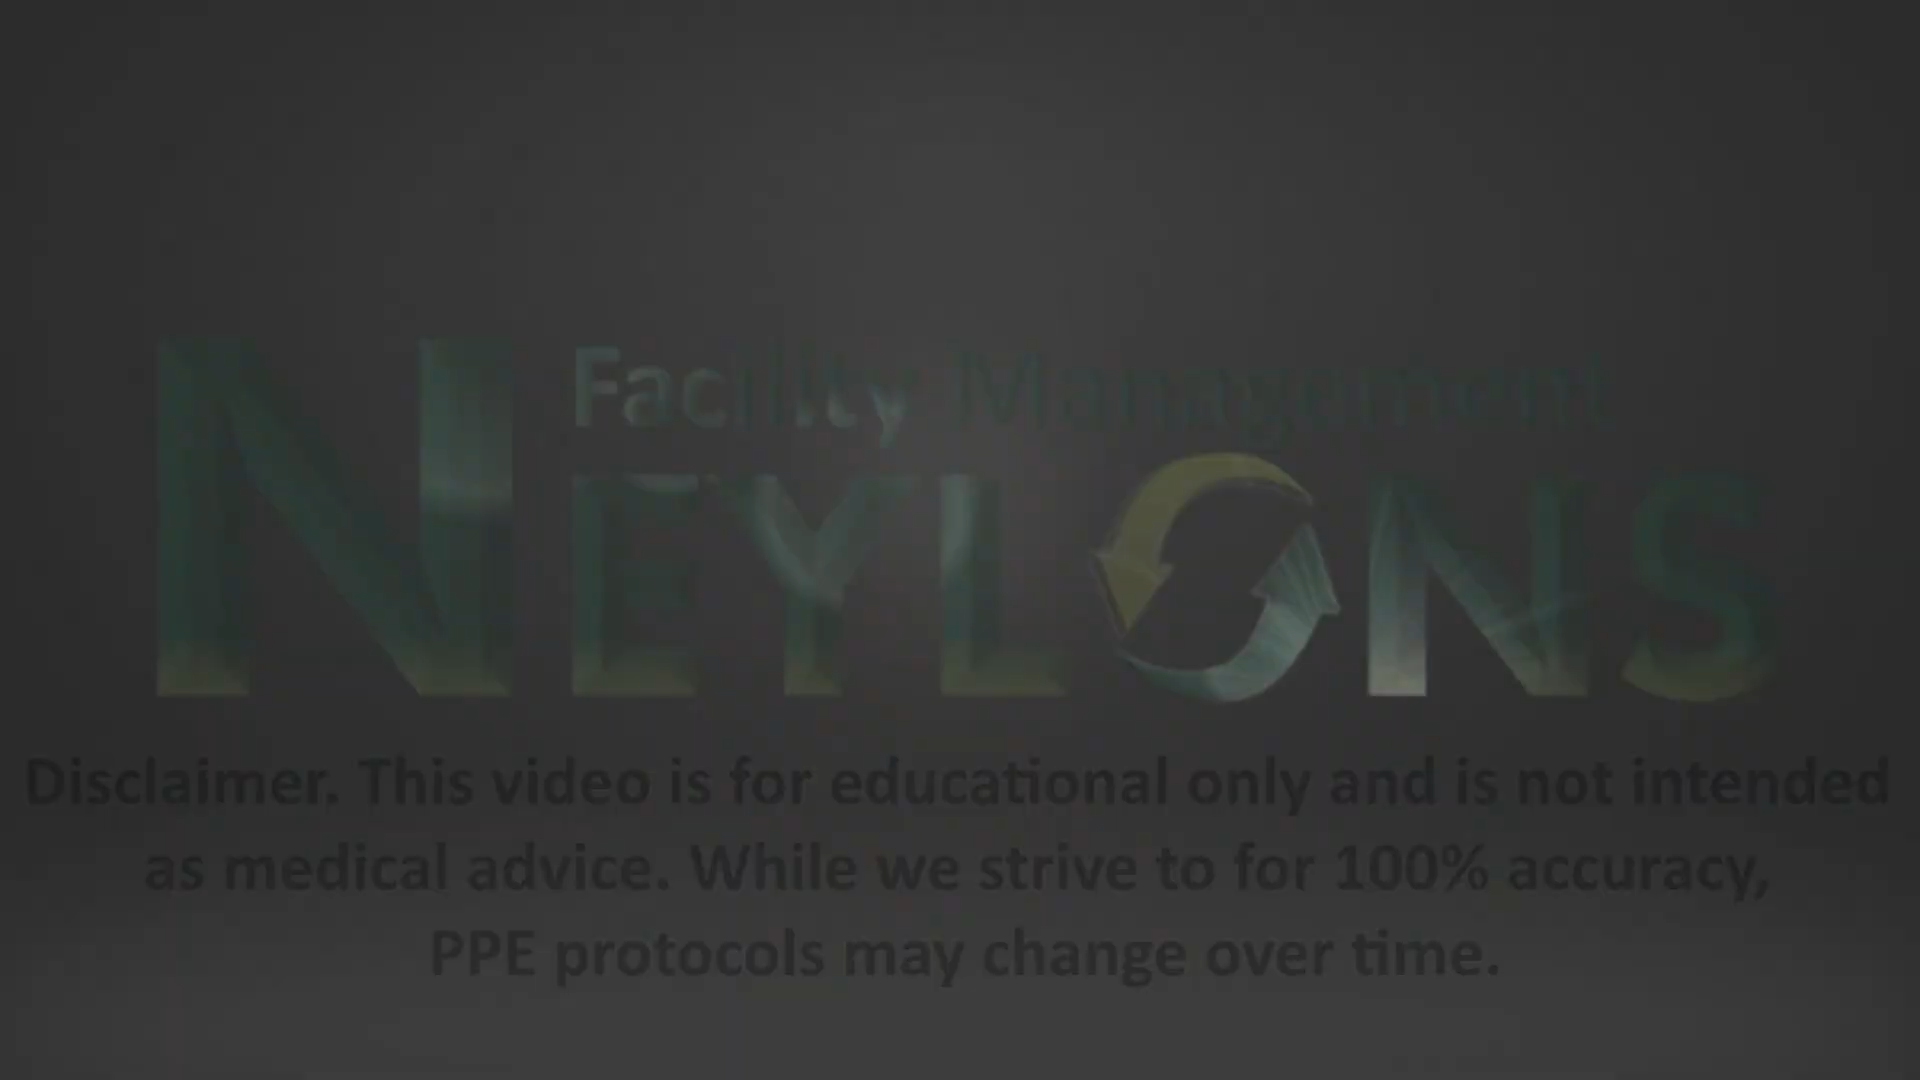 Facility Management
NEYLONS
Disclaimer. This video is for educational only and is not intended
as medical advice. While we strive to for 100% accuracy,
PPE protocols may change over time.